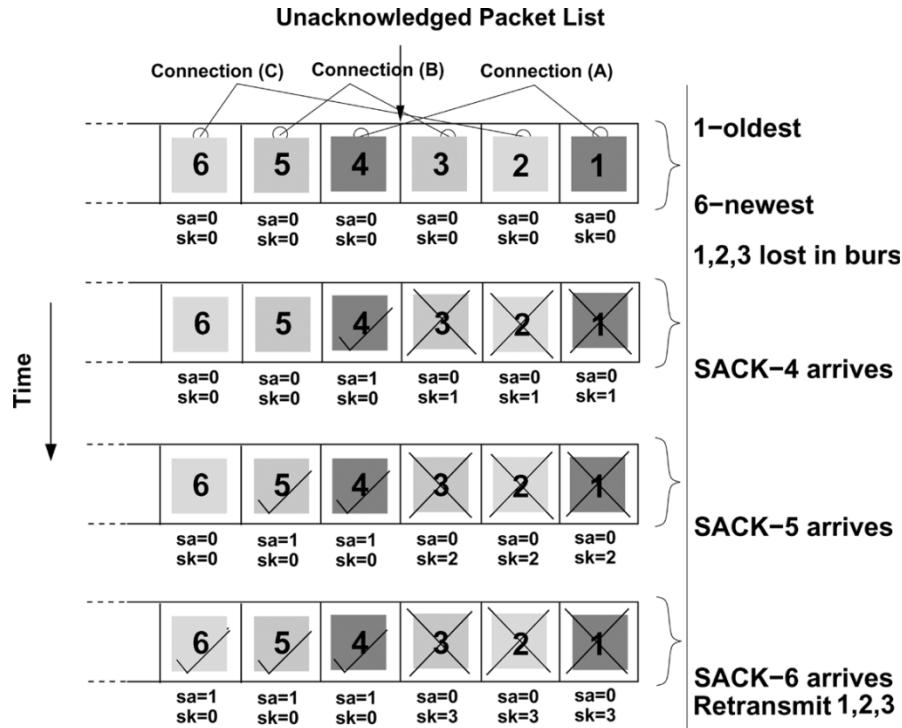 Unacknowledged Packet List
Connection (C) Connection (B) Connection (A)
6 5 4 3 2 1
1-oldest
6-newest
sa=0 sa=0 sa=0 sa=0 sa=0 sa=0
sk=0 sk=0 sk=0 sk=0 sk=0 sk=0
1,2,3 lost in burs
Time
6 5 4 3 2 1
SACK-4 arrives
sa=0 sa=0 sa=1 sa=0 sa=0 sa=0
sk=0 sk=0 sk=0 sk=1 sk=1 sk=1
6 5 4 3 2 1
SACK-5 arrives
sa=0 sa=1 sa=1 sa=0 sa=0 sa=0
sk=0 sk=0 sk=0 sk=2 sk=2 sk=2
6 5 4 3 2 1
SACK-6 arrives
Retransmit 1,2,3
sa=1 sa=1 sa=1 sa=0 sa=0 sa=0
sk=0 sk=0 sk=0 sk=3 sk=3 sk=3